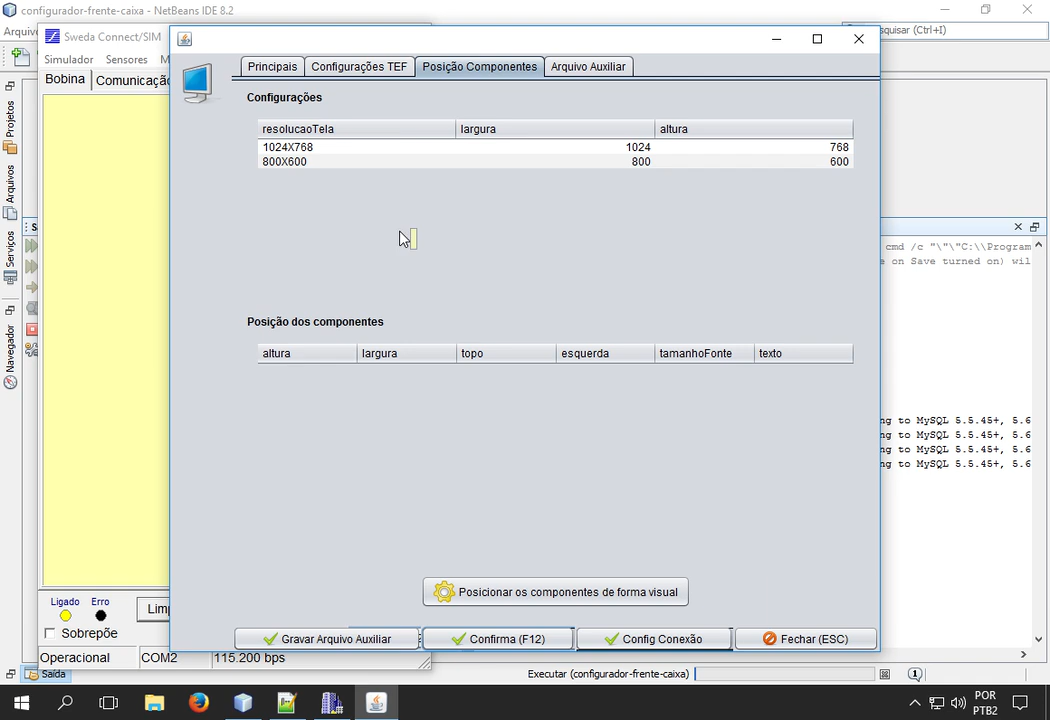 configurador-frente-caixa - NetBeans IDE 8.2
Arquivo
quisar (Ctrl+I)
Sweda Connect/SIM
Simulador Sensores
Bobina Comunicação
Projetos
Arquivos
Serviços
Navegador
Principais Configurações TEF Posição Componentes Arquivo Auxiliar
Configurações
resolucaoTela largura altura
1024X768 1024 768
800X600 800 600
cmd /c "\"\"C:\\Program
e on Save turned on) wil
Posição dos componentes
altura largura topo esquerda tamanhoFonte texto
ng to MySQL 5.5.45+, 5.6
ng to MySQL 5.5.45+, 5.6
ng to MySQL 5.5.45+, 5.6
ng to MySQL 5.5.45+, 5.6
Posicionar os componentes de forma visual
Ligado Erro
Limp
Sobrepõe
Gravar Arquivo Auxiliar Confirma (F12) Config Conexão Fechar (ESC)
Operacional COM2 115.200 bps
Saída
Executar (configurador-frente-caixa)
1
POR
PTB2